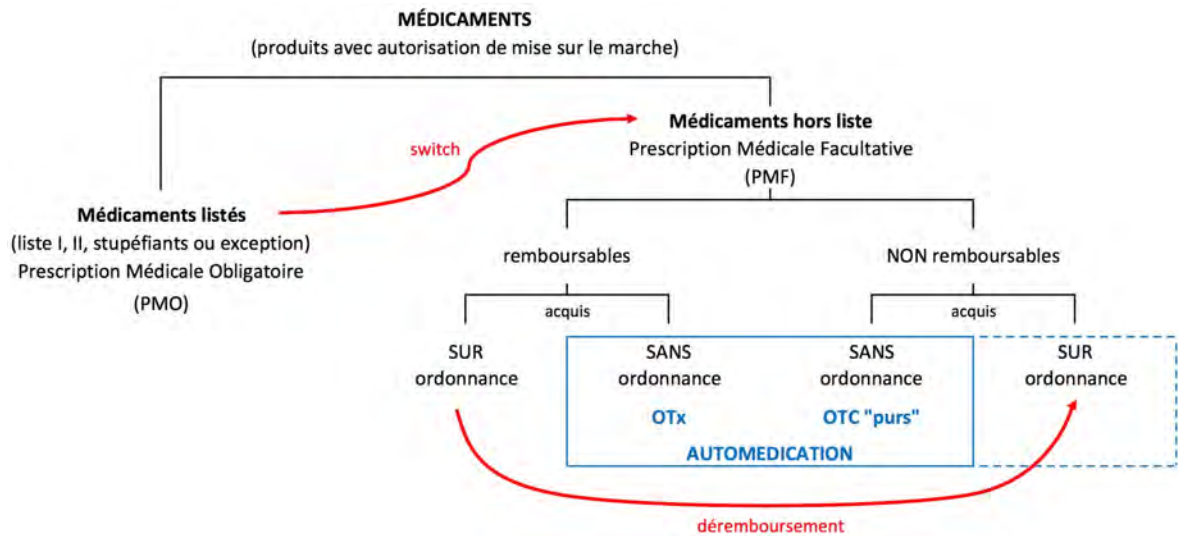 MÉDICAMENTS
(produits avec autorisation de mise sur le marche)
Médicaments hors liste
Prescription Médicale Facultative
(PMF)
switch
Médicaments listés
(liste I, II, stupéfiants ou exception)
Prescription Médicale Obligatoire
(PMO)
remboursables
NON remboursables
acquis
acquis
SUR
ordonnance
SANS
ordonnance
SANS
ordonnance
SUR
ordonnance
OTx
OTC "purs"
AUTOMEDICATION
déremboursement